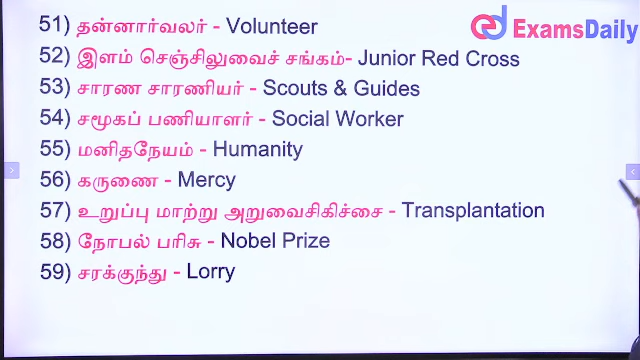 51) தன்னார்வலர் - Volunteer
ExamsDaily
52) இளம் செஞ்சிலுவைச் சங்கம்- Junior Red Cross
53) சாரண சாரணியர் - Scouts & Guides
54) சமூகப் பணியாளர் - Social Worker
55) மனிதநேயம் - Humanity
56) கருணை - Mercy
57) உறுப்பு மாற்று அறுவைசிகிச்சை - Transplantation
58) நோபல் பரிசு - Nobel Prize
59) சரக்குந்து - Lorry